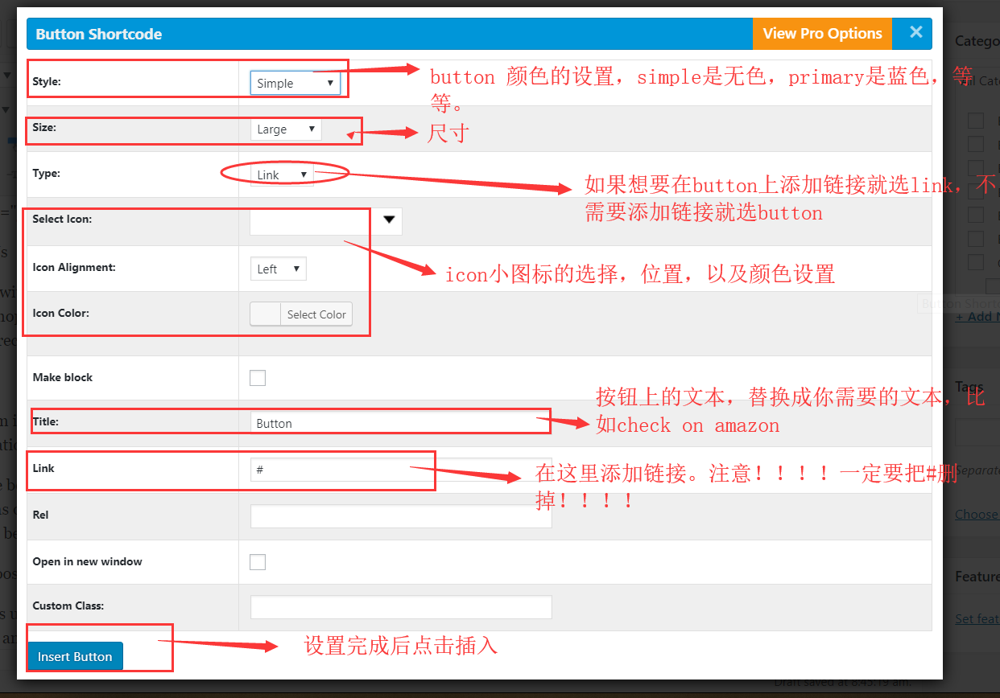 Button Shortcode
View Pro Options
×
Style:
Simple
button 颜色的设置，simple是无色，primary是蓝色，等
等。
Size:
Large
尺寸
Type:
Link
如果想要在button上添加链接就选link，不
需要添加链接就选button
Select Icon:
Icon Alignment:
Left
icon小图标的选择，位置，以及颜色设置
Icon Color:
Select Color
Make block
按钮上的文本，替换成你需要的文本，比
如check on amazon
Title:
Button
Link
#
在这里添加链接。注意！！！！一定要把#删
掉！！！！
Rel
Open in new window
Custom Class:
设置完成后点击插入
Insert Button
Catego
+ Add
Tags
Separat
Choose
Feature
Set feat
Draft saved at 8:45:19 am.